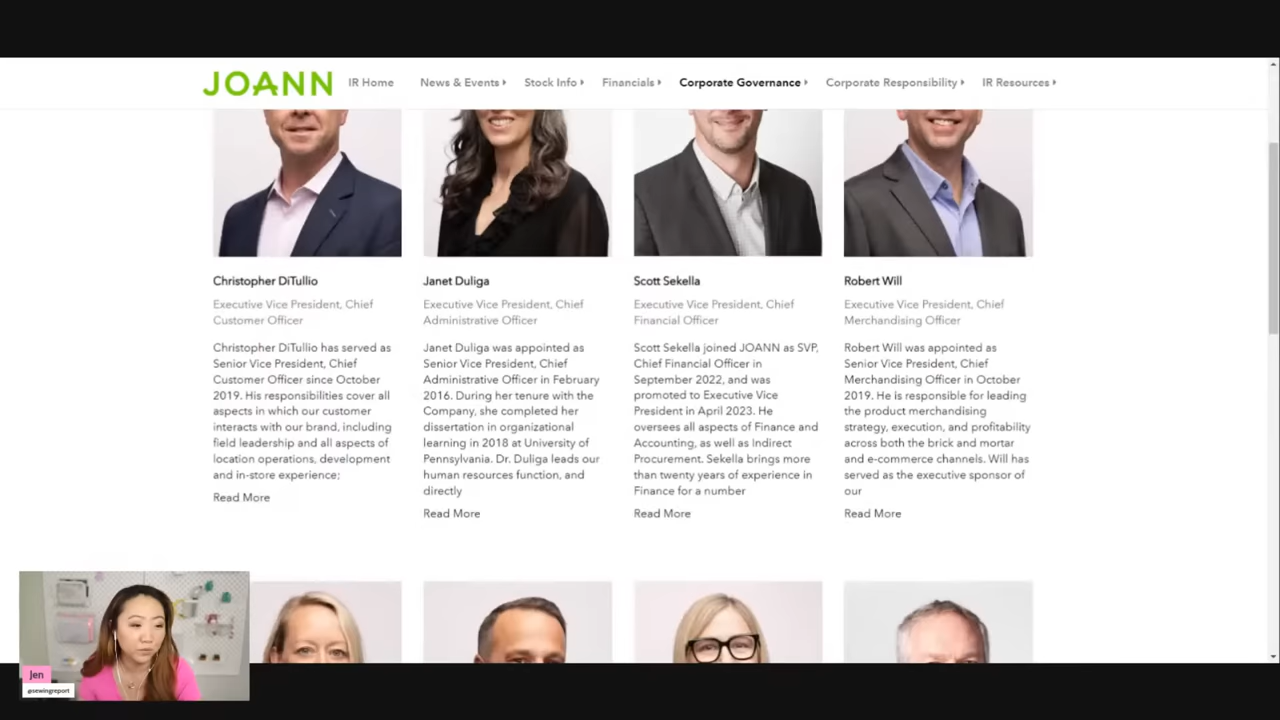 JOANN IR Home News & Events Stock Info Financials Corporate Governance Corporate Responsibility IR Resources
Christopher DiTullio
Executive Vice President, Chief
Customer Officer
Christopher DiTullio has served as
Senior Vice President, Chief
Customer Officer since October
2019. His responsibilities cover all
aspects in which our customer
interacts with our brand, including
field leadership and all aspects of
location operations, development
and in-store experience;
Read More
Janet Duliga
Executive Vice President, Chief
Administrative Officer
Janet Duliga was appointed as
Senior Vice President, Chief
Administrative Officer in February
2016. During her tenure with the
Company, she completed her
dissertation in organizational
learning in 2018 at University of
Pennsylvania. Dr. Duliga leads our
human resources function, and
directly
Read More
Scott Sekella
Executive Vice President, Chief
Financial Officer
Scott Sekella joined JOANN as SVP,
Chief Financial Officer in
September 2022, and was
promoted to Executive Vice
President in April 2023. He
oversees all aspects of Finance and
Accounting, as well as Indirect
Procurement. Sekella brings more
than twenty years of experience in
Finance for a number
Read More
Robert Will
Executive Vice President, Chief
Merchandising Officer
Robert Will was appointed as
Senior Vice President, Chief
Merchandising Officer in October
2019. He is responsible for leading
the product merchandising
strategy, execution, and profitability
across both the brick and mortar
and e-commerce channels. Will has
served as the executive sponsor of
our
Read More
Jen
@sewingreport